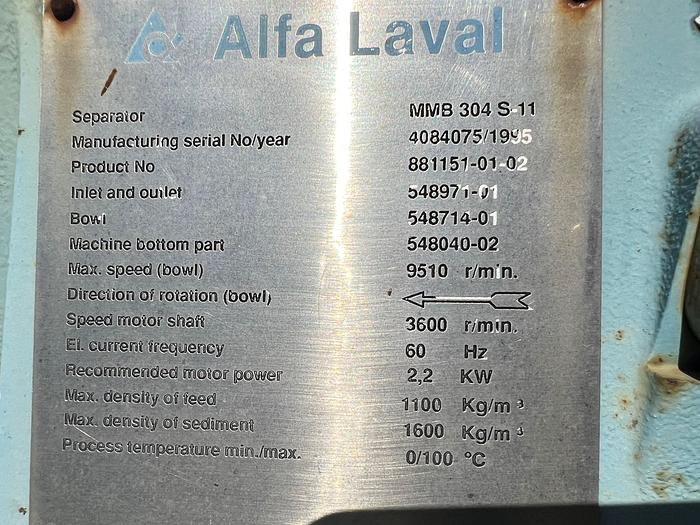 Alfa Laval
Separator MMB 304 S-11
Manufacturing serial No/year 4084075/1995
Product No 881151-01-02
Inlet and outlet 548971-01
Bowl 548714-01
Machine bottom part 548040-02
Max. speed (bowl) 9510 r/min.
Direction of rotation (bowl)
Speed motor shaft 3600 r/min.
El. current frequency 60 Hz
Recommended motor power 2,2 KW
Max. density of feed 1100 Kg/m³
Max. density of sediment 1600 Kg/m³
Process temperature min./max. 0/100 °C